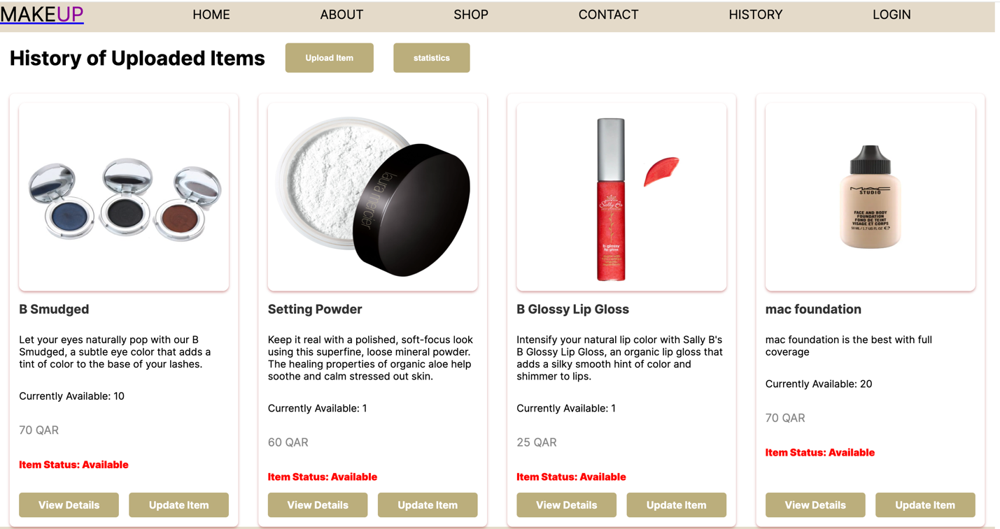 MAKEUP HOME ABOUT SHOP CONTACT HISTORY LOGIN
History of Uploaded Items Upload Item statistics
laura mercier
Sally B's
b glossy
lip gloss
MAC
STUDIO
FACE AND BODY
FOUNDATION
FOND DE TEINT
VISAGE ET CORPS
50 ML / 1.7 US FL OZ
B Smudged
Let your eyes naturally pop with our B
Smudged, a subtle eye color that adds a
tint of color to the base of your lashes.
Currently Available: 10
70 QAR
Item Status: Available
View Details Update Item
Setting Powder
Keep it real with a polished, soft-focus look
using this superfine, loose mineral powder.
The healing properties of organic aloe help
soothe and calm stressed out skin.
Currently Available: 1
60 QAR
Item Status: Available
View Details Update Item
B Glossy Lip Gloss
Intensify your natural lip color with Sally B's
B Glossy Lip Gloss, an organic lip gloss that
adds a silky smooth hint of color and
shimmer to lips.
Currently Available: 1
25 QAR
Item Status: Available
View Details Update Item
mac foundation
mac foundation is the best with full
coverage
Currently Available: 20
70 QAR
Item Status: Available
View Details Update Item